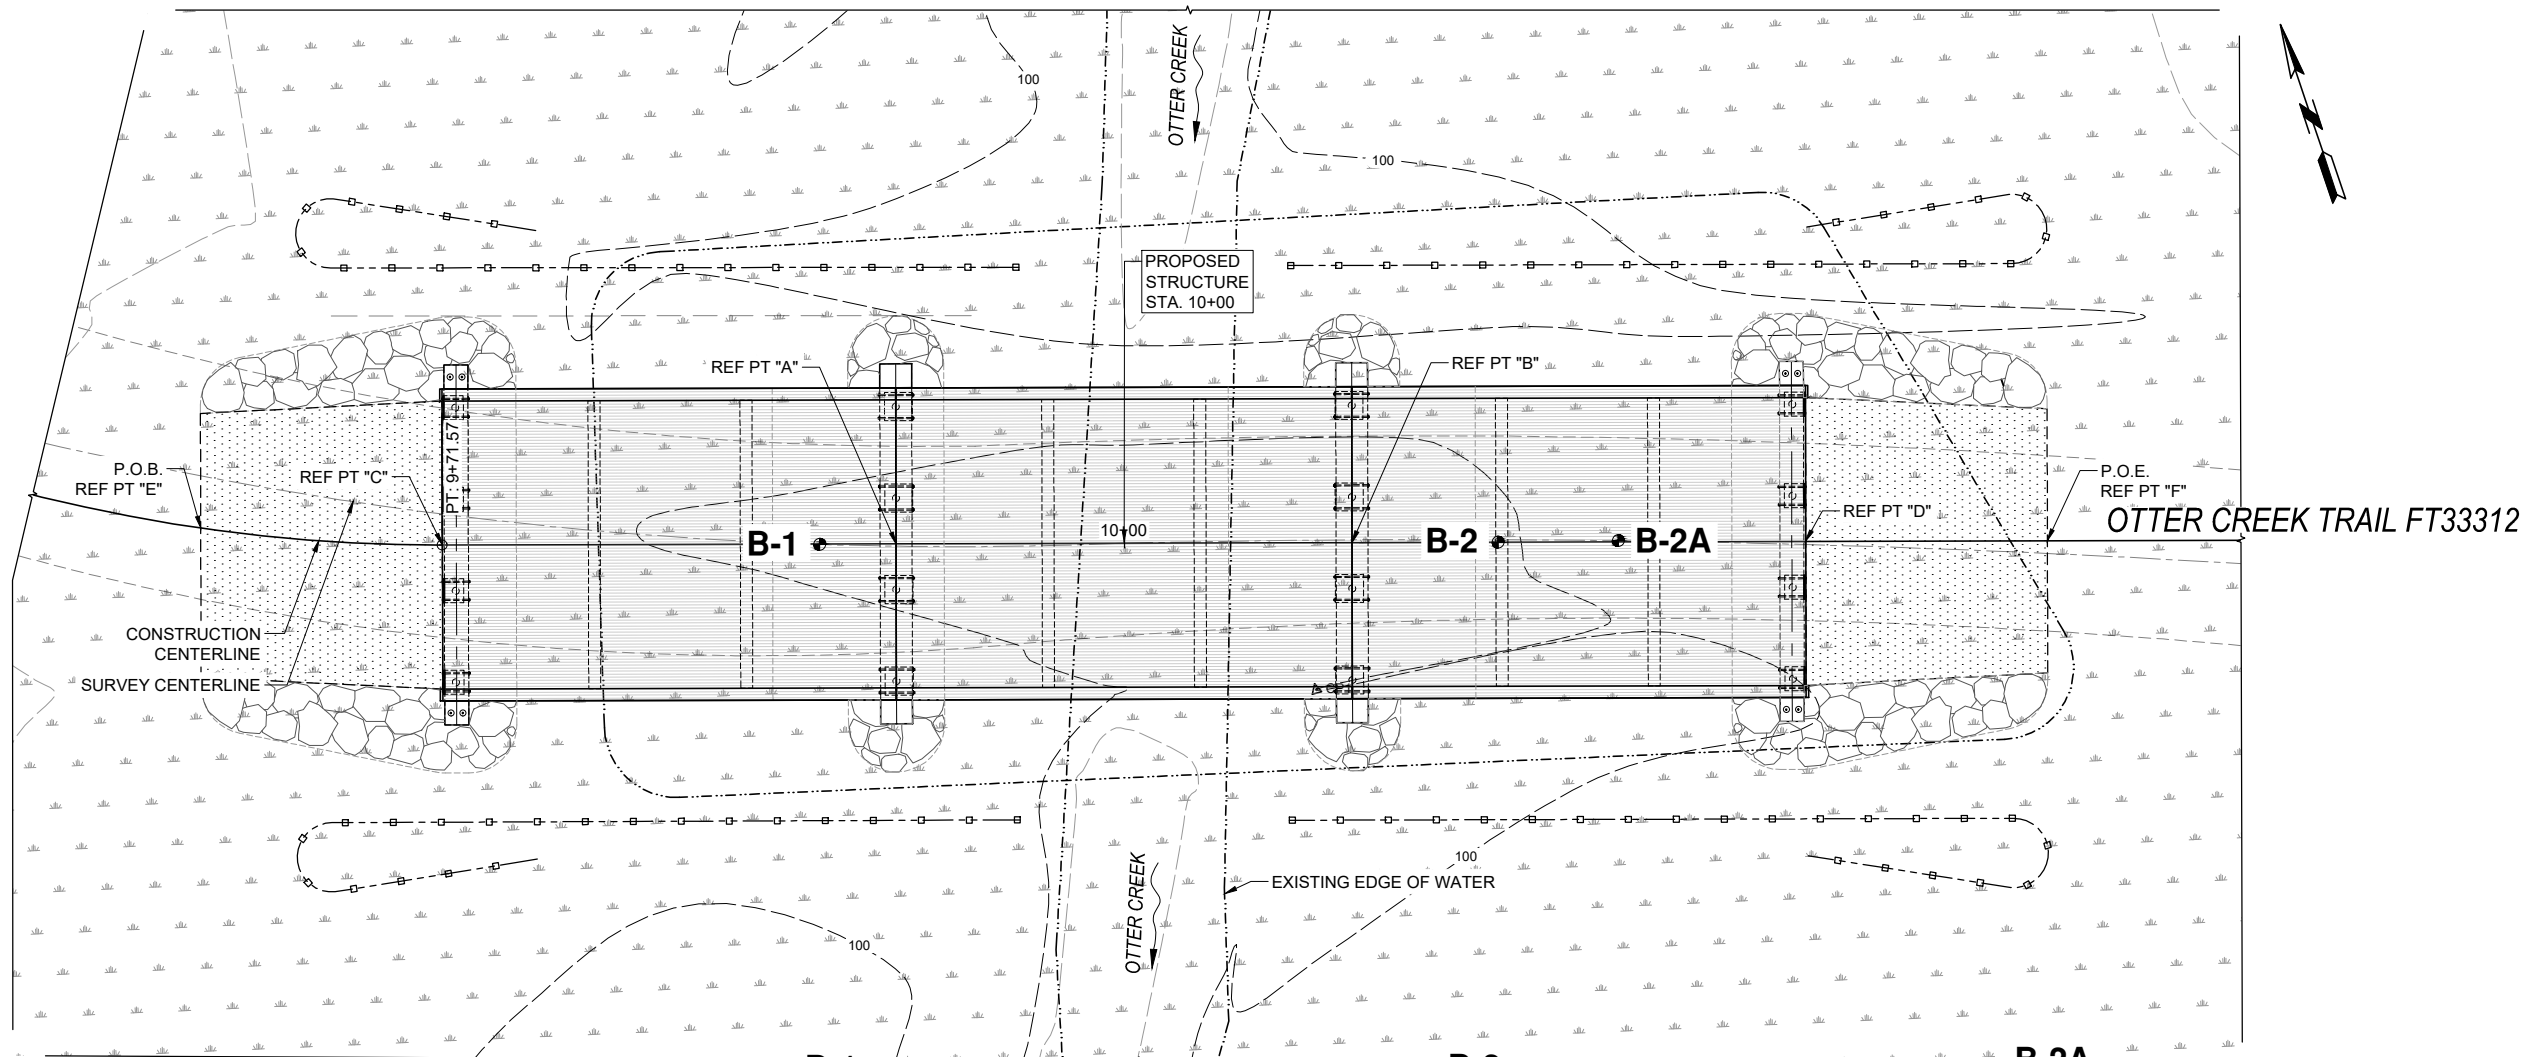 100
OTTER CREEK
100
N
PROPOSED
STRUCTURE
STA. 10+00
REF PT "A"
REF PT "B"
PT: 9+71.57
P.O.B.
REF PT "E"
REF PT "C"
10+00
B-1
B-2
B-2A
REF PT "D"
P.O.E.
REF PT "F"
OTTER CREEK TRAIL FT33312
CONSTRUCTION
CENTERLINE
SURVEY CENTERLINE
100
EXISTING EDGE OF WATER
OTTER CREEK
100
B-2A